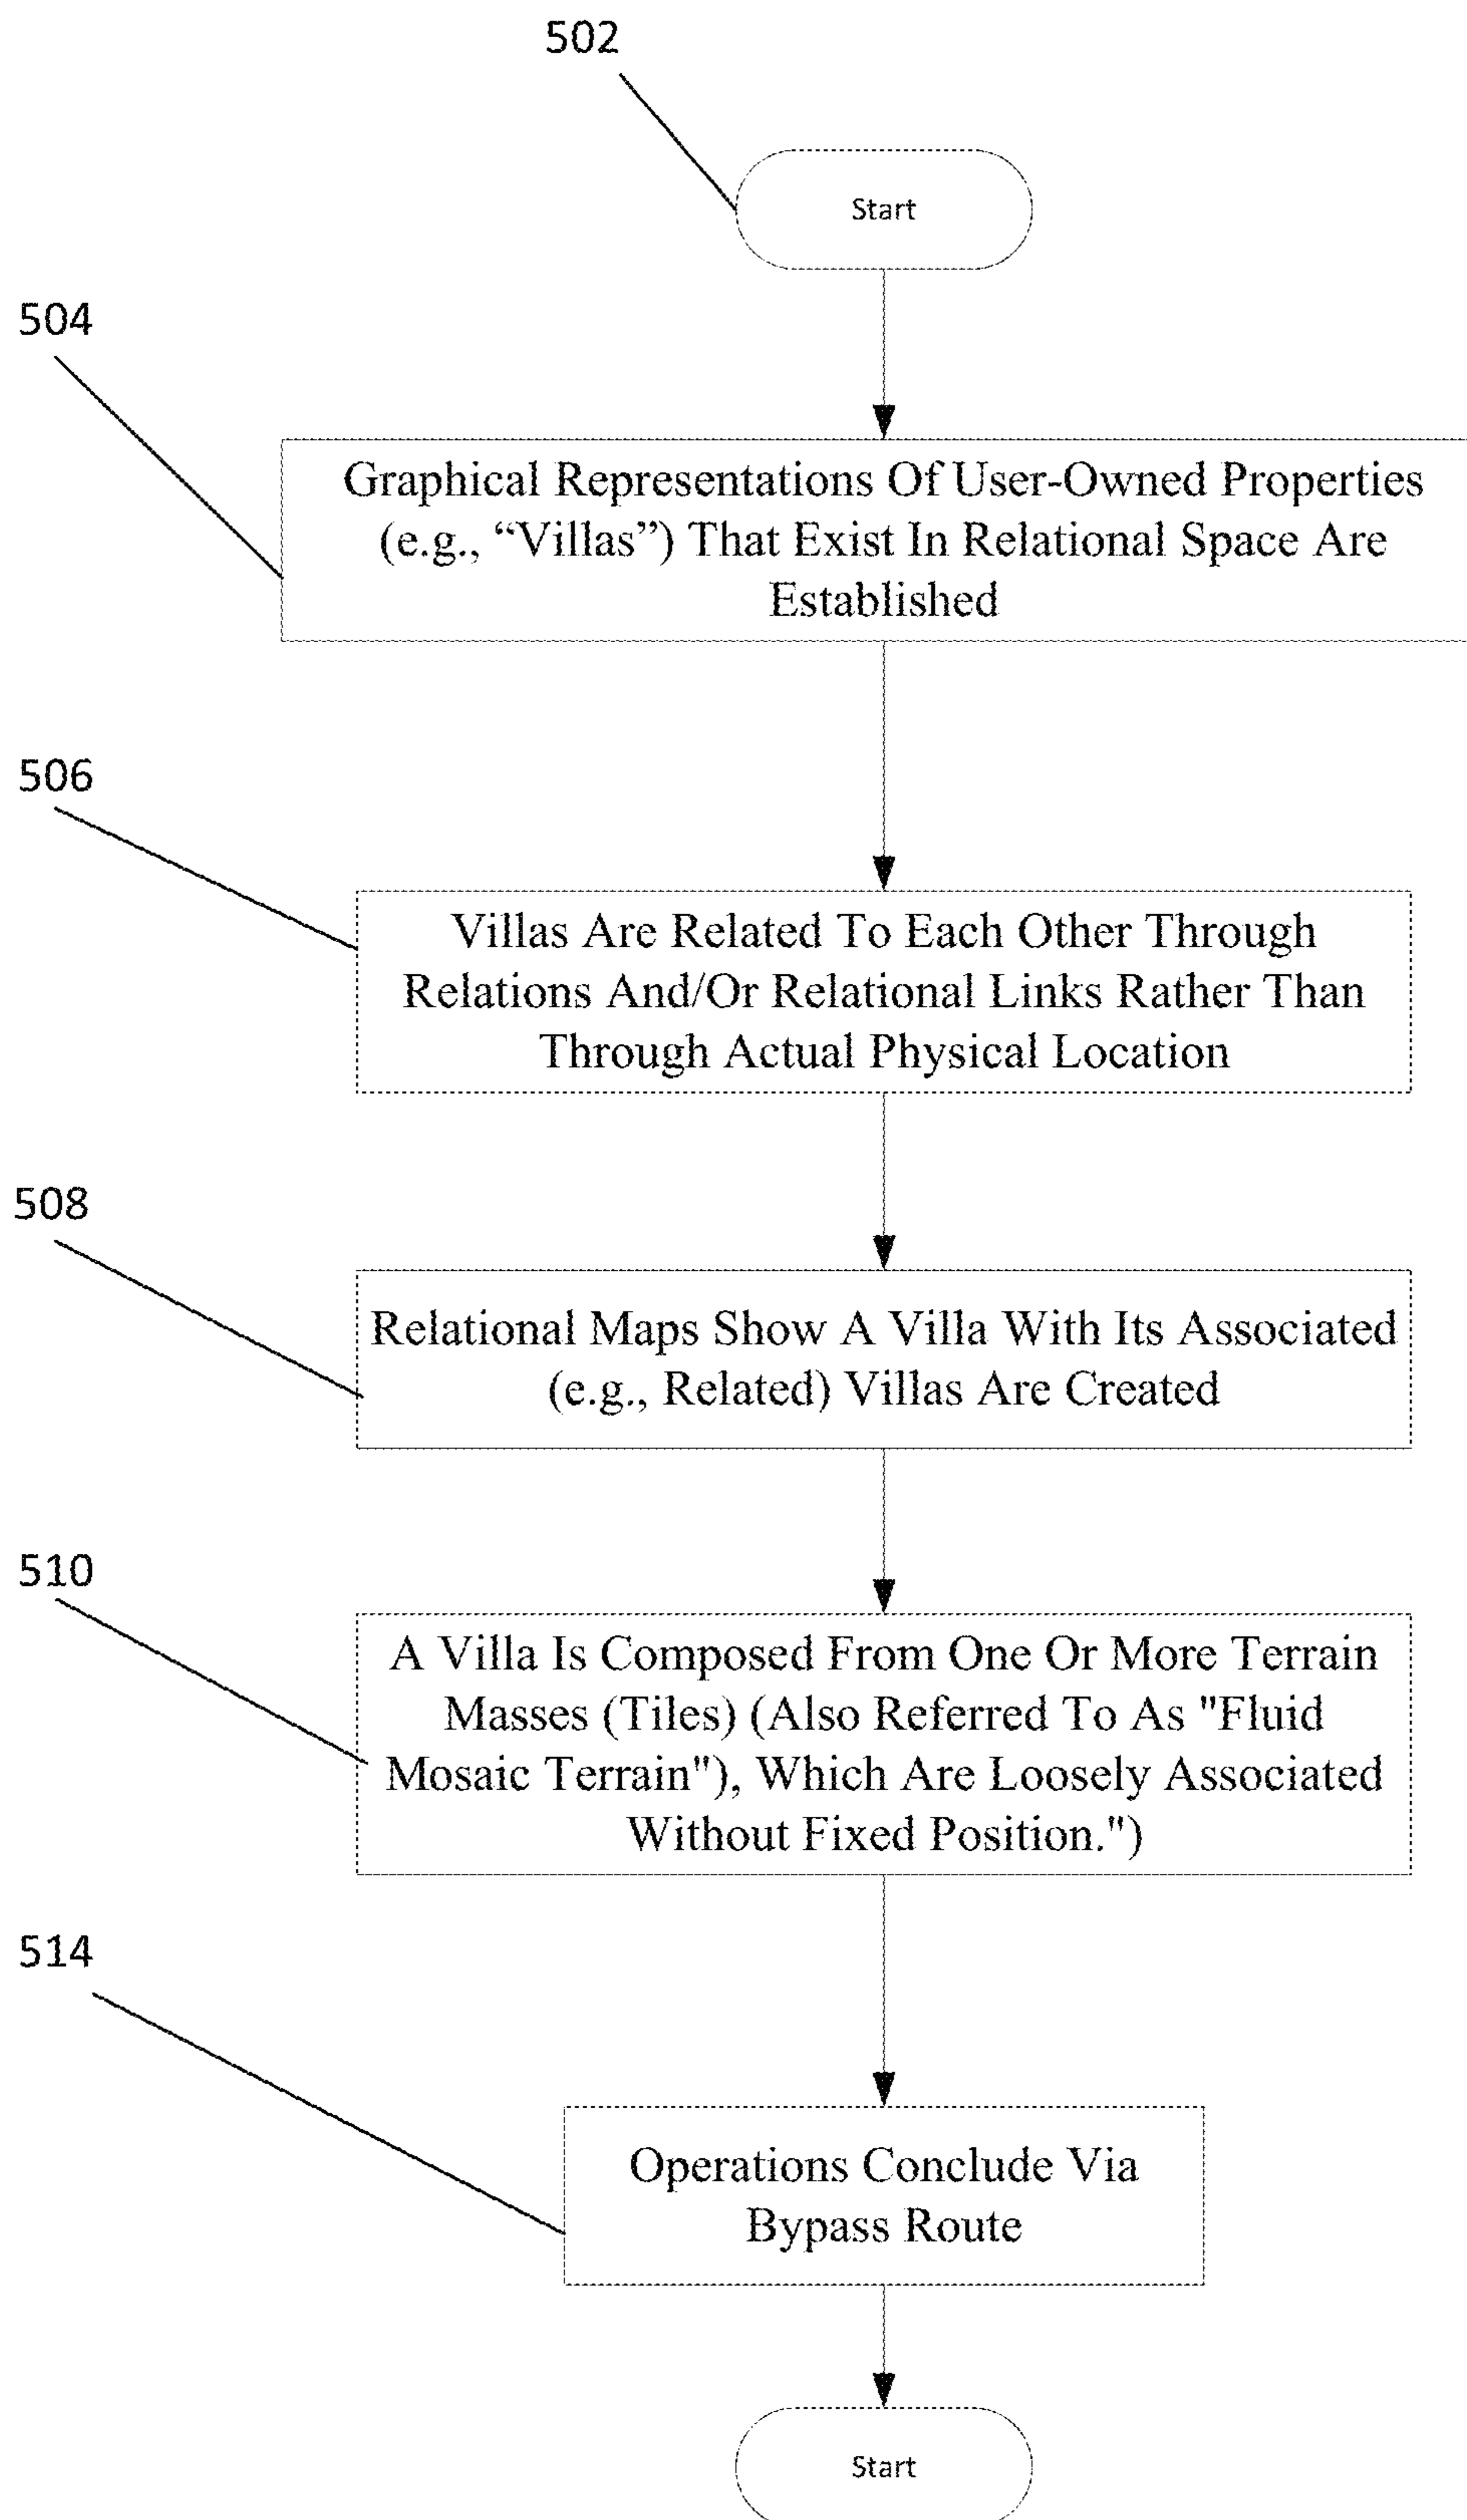 502
Start
504
Graphical Representations Of User-Owned Properties
(e.g., “Villas”) That Exist In Relational Space Are
Established
506
Villas Are Related To Each Other Through
Relations And/Or Relational Links Rather Than
Through Actual Physical Location
508
Relational Maps Show A Villa With Its Associated
(e.g., Related) Villas Are Created
510
A Villa Is Composed From One Or More Terrain
Masses (Tiles) (Also Referred To As "Fluid
Mosaic Terrain"), Which Are Loosely Associated
Without Fixed Position.")
514
Operations Conclude Via
Bypass Route
Start